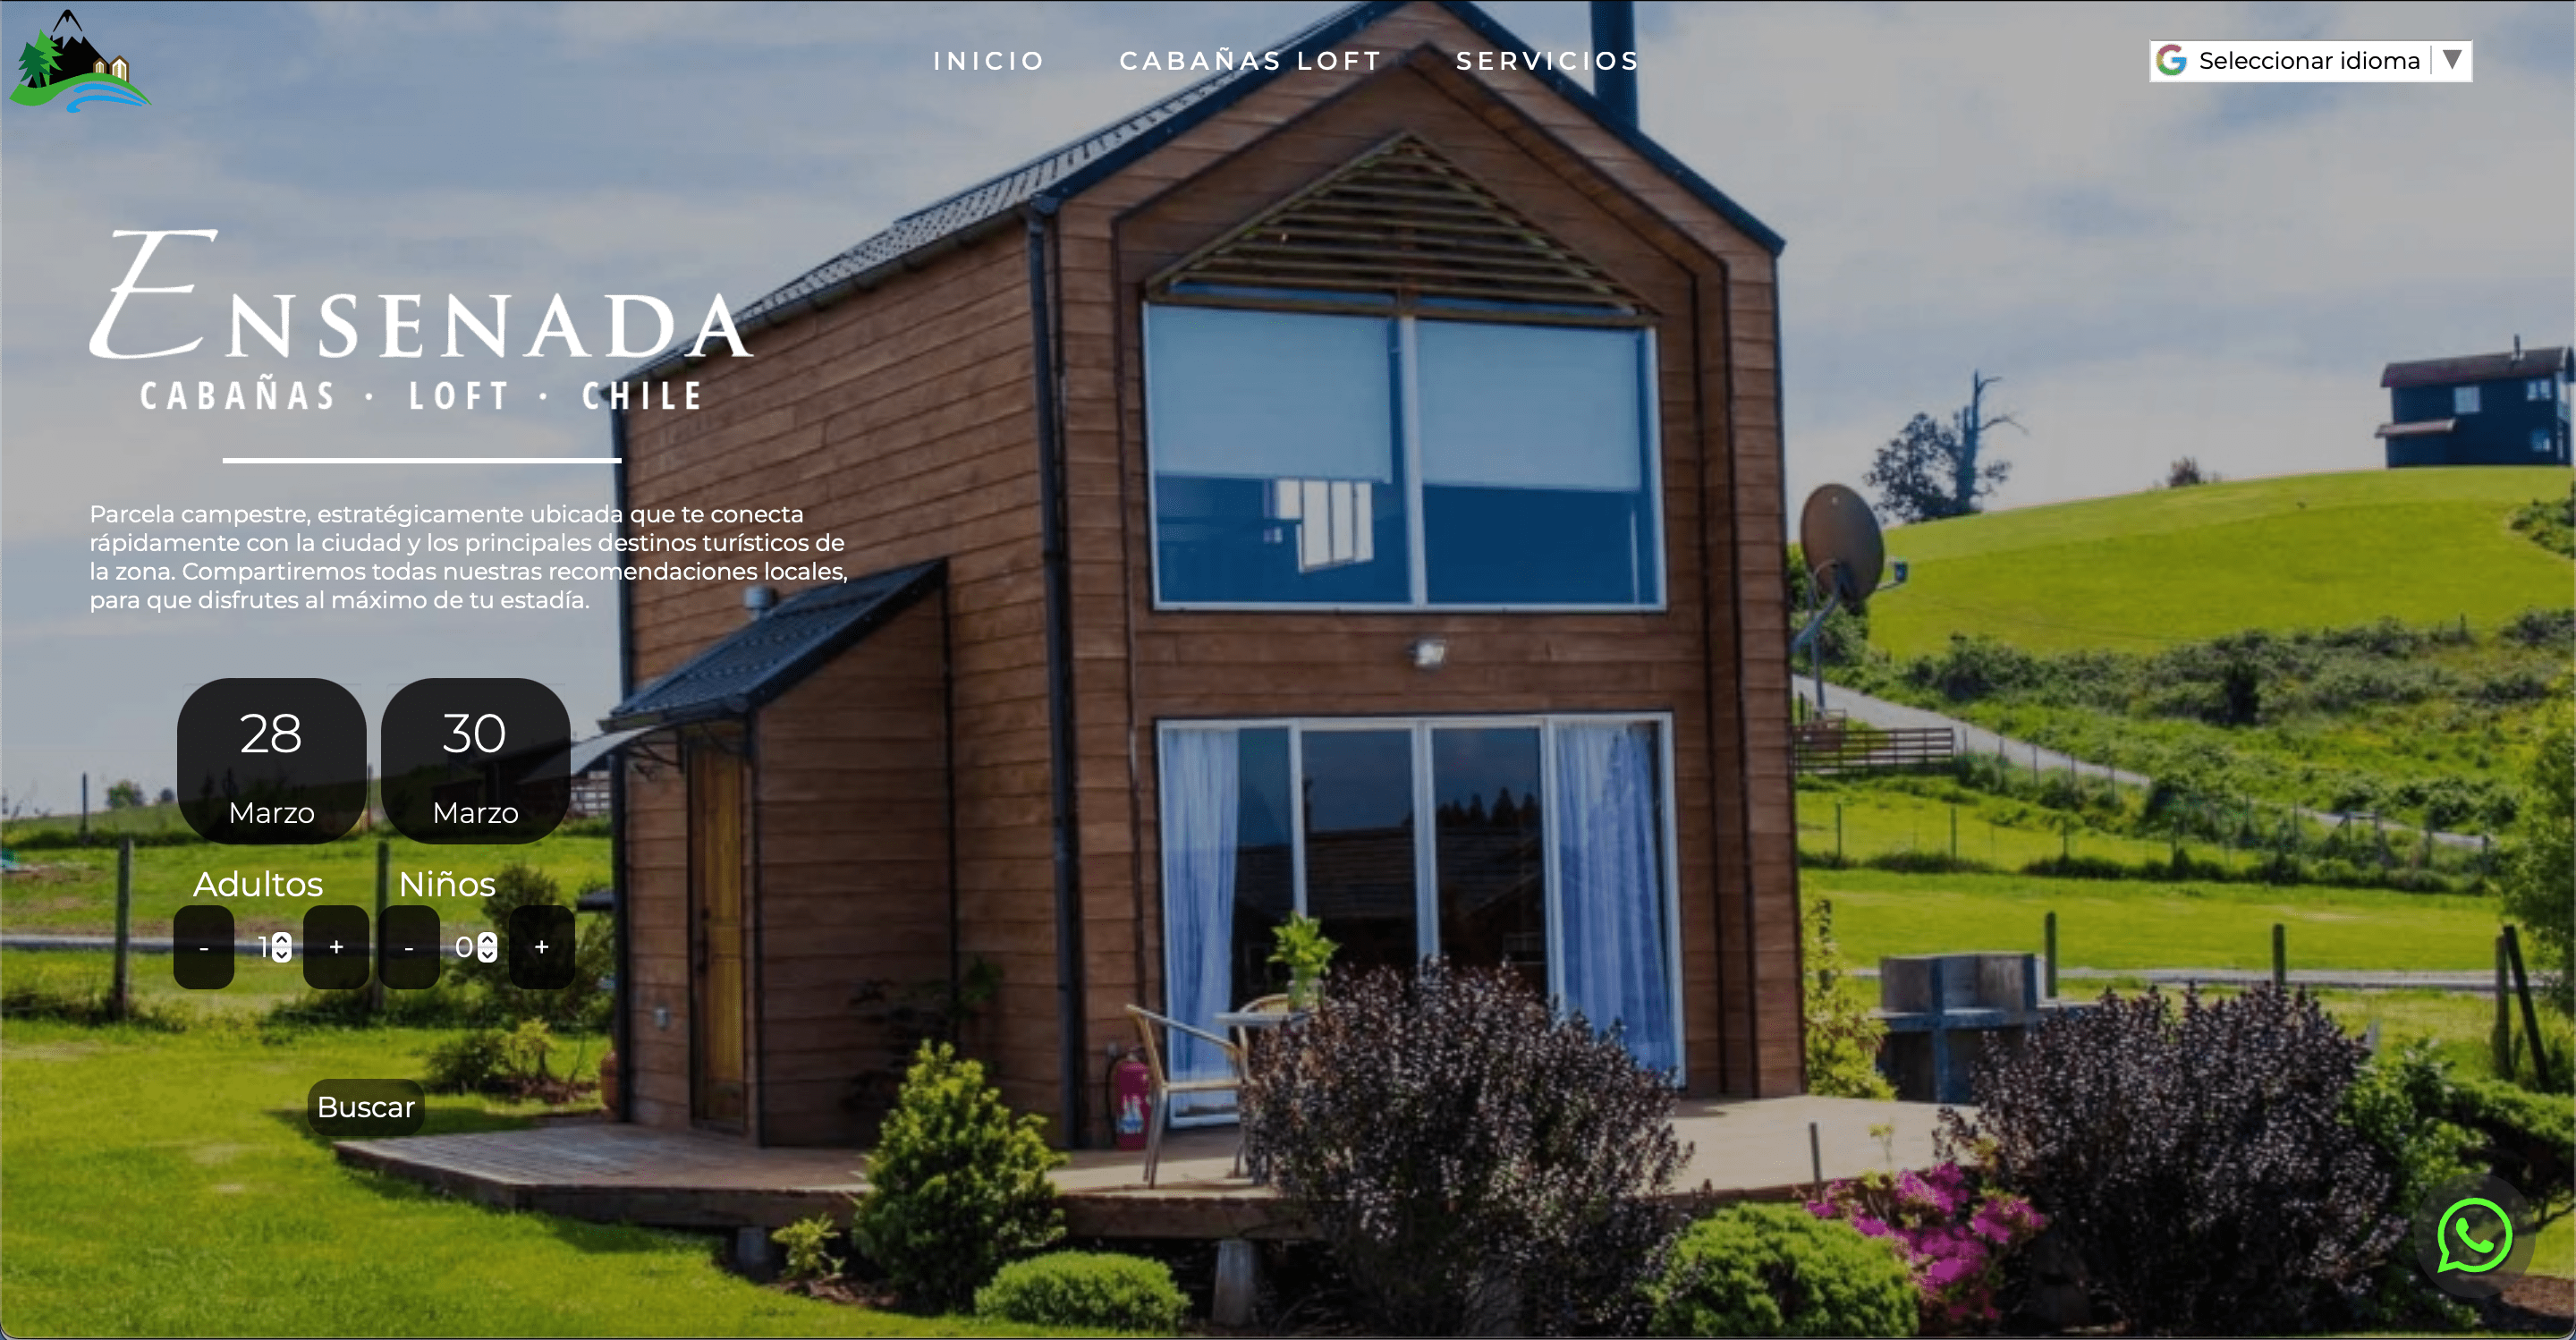 INICIO CABAÑAS LOFT SERVICIOS Seleccionar idioma ▼
ENSENADA
CABAÑAS · LOFT · CHILE
Parcela campestre, estratégicamente ubicada que te conecta
rápidamente con la ciudad y los principales destinos turísticos de
la zona. Compartiremos todas nuestras recomendaciones locales,
para que disfrutes al máximo de tu estadía.
28 30
Marzo Marzo
Adultos Niños
- 1 + - 0 +
Buscar